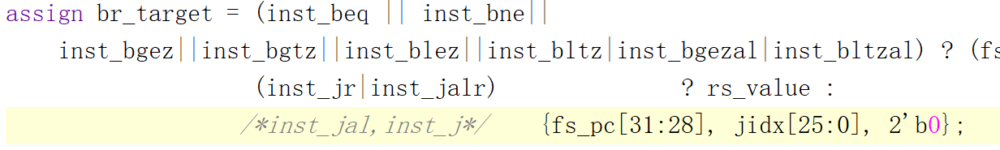 assign br_target = (inst_beq || inst_bne||
inst_bgez||inst_bgtz||inst_blez||inst_bltz|inst_bgezal|inst_bltzal) ? (fs
(inst_jr|inst_jalr) ? rs_value :
/*inst_jal,inst_j*/ {fs_pc[31:28], jidx[25:0], 2'b0};